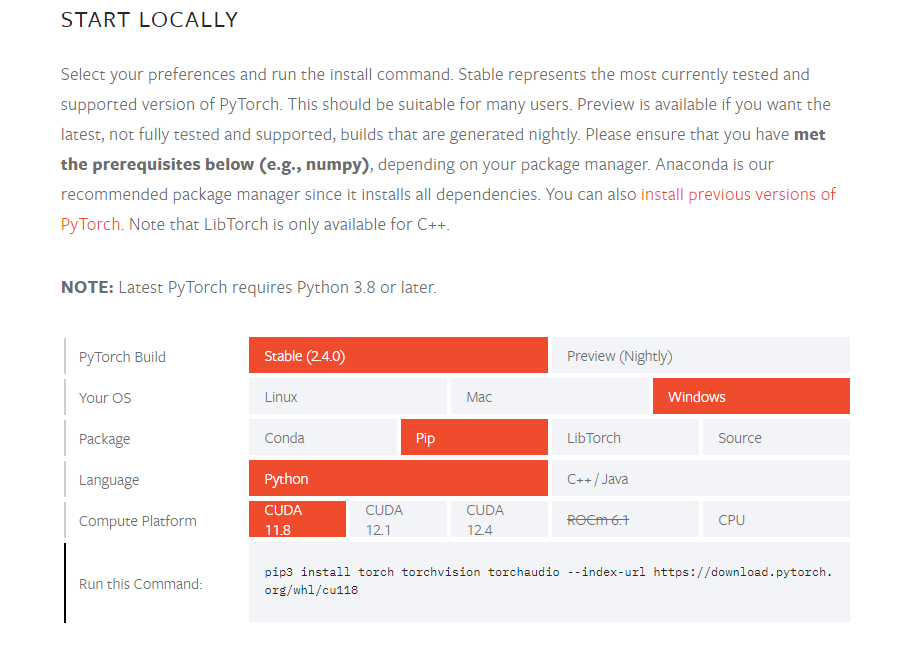 START LOCALLY
Select your preferences and run the install command. Stable represents the most currently tested and
supported version of PyTorch. This should be suitable for many users. Preview is available if you want the
latest, not fully tested and supported, builds that are generated nightly. Please ensure that you have met
the prerequisites below (e.g., numpy), depending on your package manager. Anaconda is our
recommended package manager since it installs all dependencies. You can also install previous versions of
PyTorch. Note that LibTorch is only available for C++.
NOTE: Latest PyTorch requires Python 3.8 or later.
PyTorch Build Stable (2.4.0) Preview (Nightly)
Your OS Linux Mac Windows
Package Conda Pip LibTorch Source
Language Python C++ / Java
Compute Platform CUDA 11.8 CUDA 12.1 CUDA 12.4 ROCm 6.1 CPU
Run this Command: pip3 install torch torchvision torchaudio --index-url https://download.pytorch.
org/whl/cu118